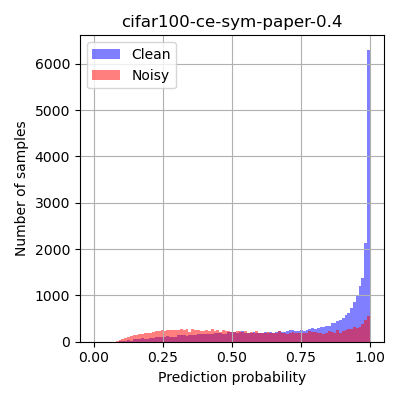 cifar100-ce-sym-paper-0.4
Clean
Noisy
Number of samples
6000
5000
4000
3000
2000
1000
0
0.00 0.25 0.50 0.75 1.00
Prediction probability